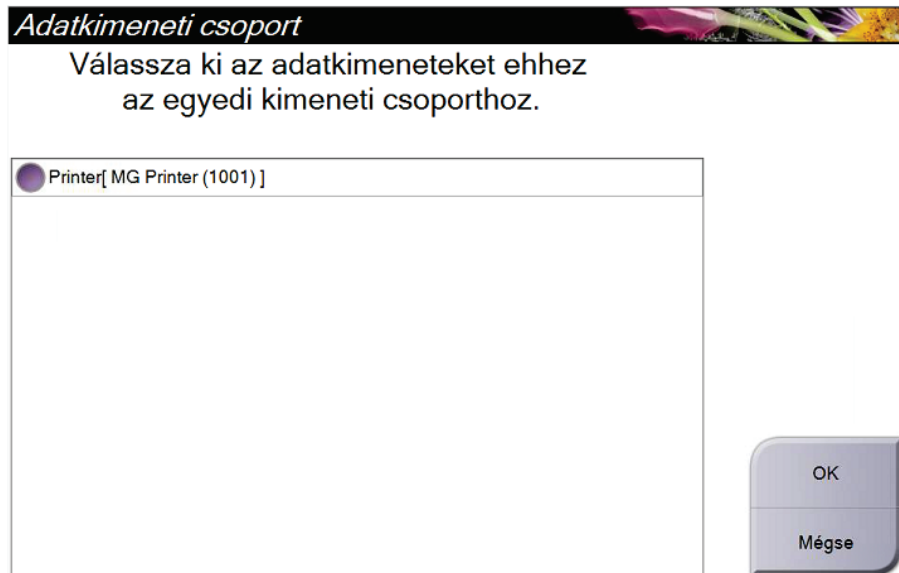 Adatkimeneti csoport
Válassza ki az adatkimeneteket ehhez
az egyedi kimeneti csoporthoz.
Printer[ MG Printer (1001) ]
OK
Mégse